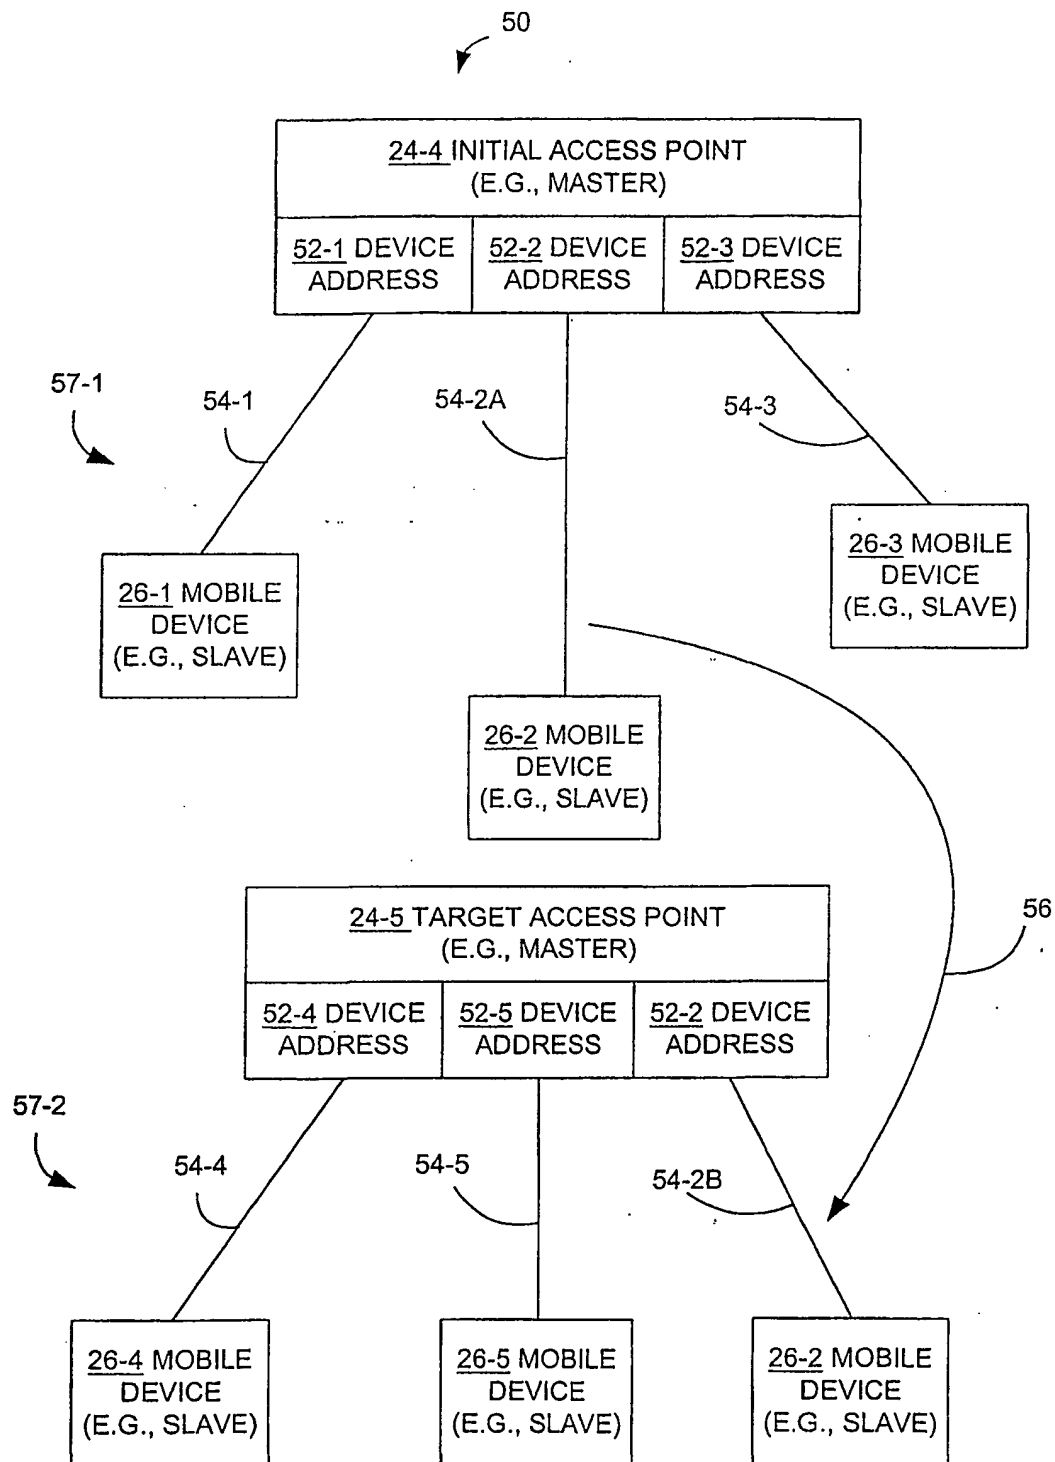 50
24-4 INITIAL ACCESS POINT
(E.G., MASTER)
52-1 DEVICE
ADDRESS
52-2 DEVICE
ADDRESS
52-3 DEVICE
ADDRESS
57-1
54-1
54-2A
54-3
26-1 MOBILE
DEVICE
(E.G., SLAVE)
26-3 MOBILE
DEVICE
(E.G., SLAVE)
26-2 MOBILE
DEVICE
(E.G., SLAVE)
24-5 TARGET ACCESS POINT
(E.G., MASTER)
56
52-4 DEVICE
ADDRESS
52-5 DEVICE
ADDRESS
52-2 DEVICE
ADDRESS
57-2
54-4
54-5
54-2B
26-4 MOBILE
DEVICE
(E.G., SLAVE)
26-5 MOBILE
DEVICE
(E.G., SLAVE)
26-2 MOBILE
DEVICE
(E.G., SLAVE)